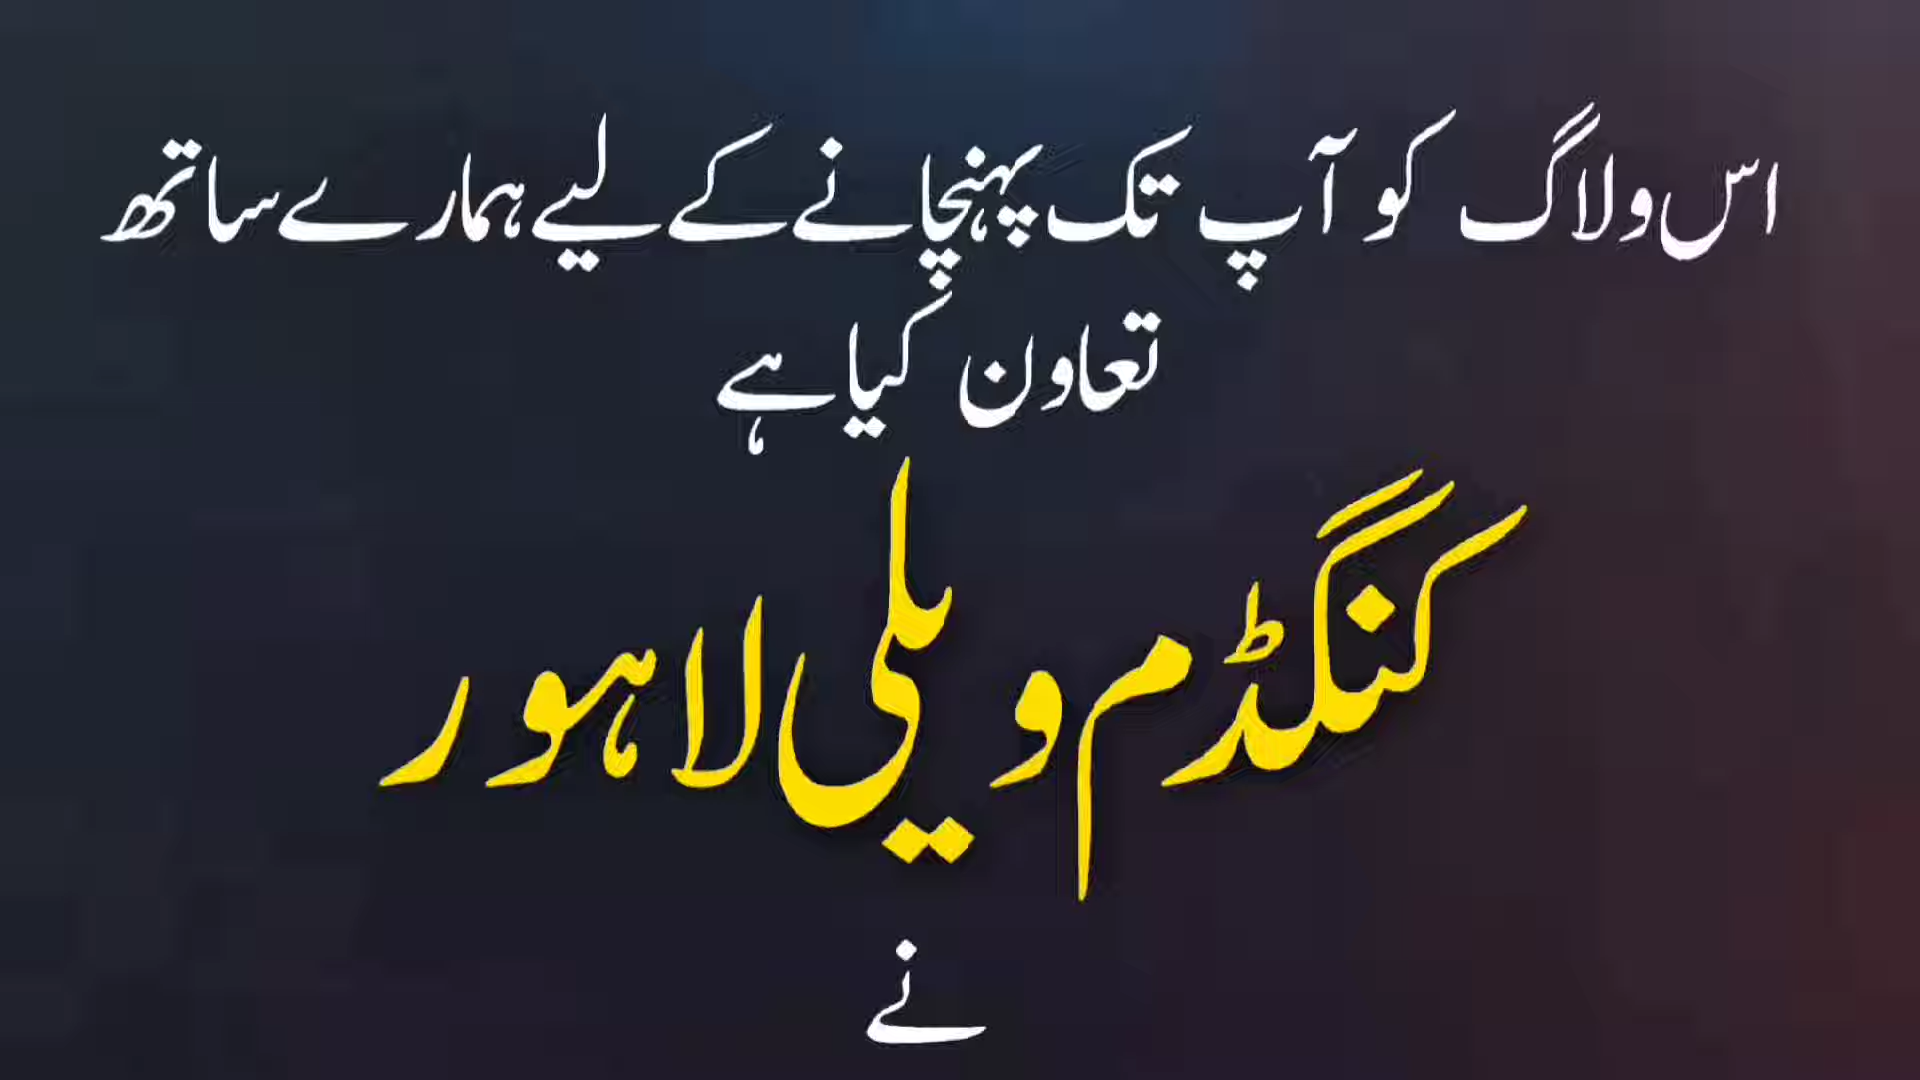 اس ولاگ کو آپ تک پہنچانے کے لیے ہمارے ساتھ
تعاون کیا ہے
کنگڈم ویلی لاہور
نے